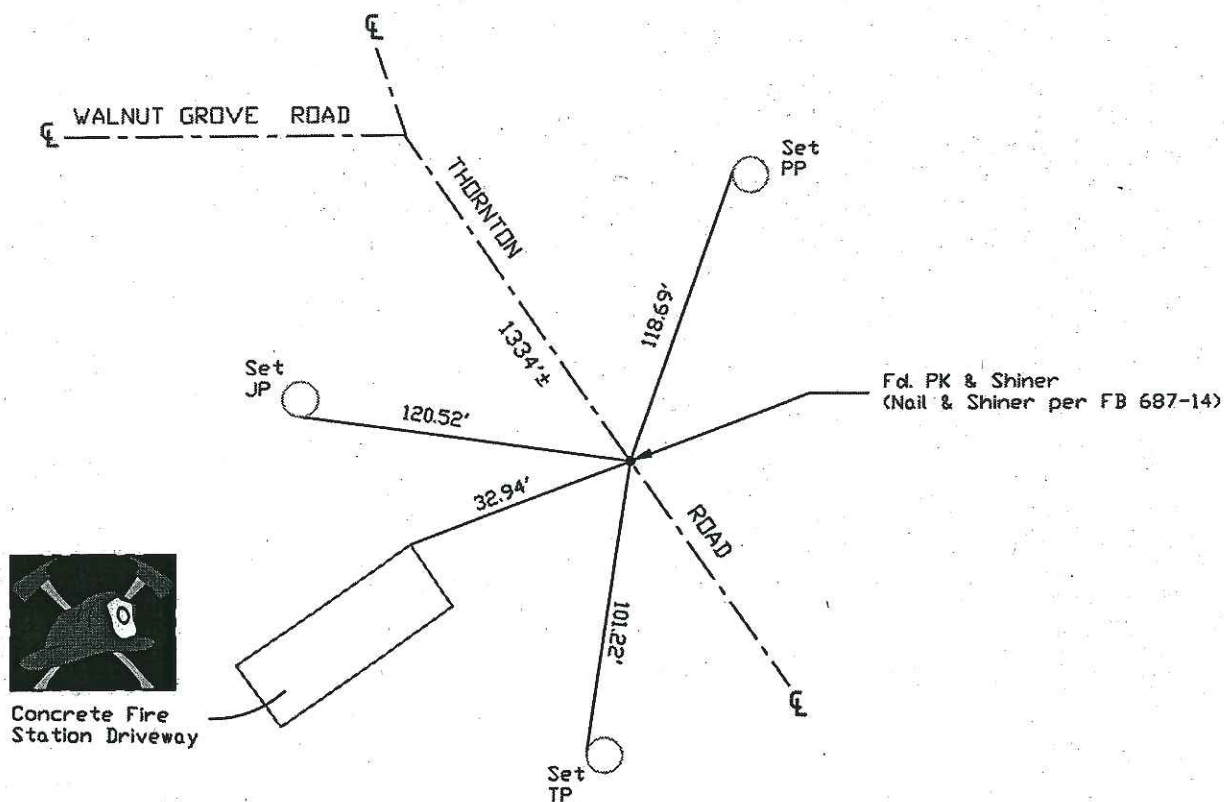 ℄
℄
WALNUT GROVE ROAD
Set
PP
THORNTON
118.69'
1334'±
Set
JP
120.52'
Fd. PK & Shiner
(Nail & Shiner per FB 687-14)
32.94'
ROAD
101.22'
℄
Concrete Fire
Station Driveway
Set
TP